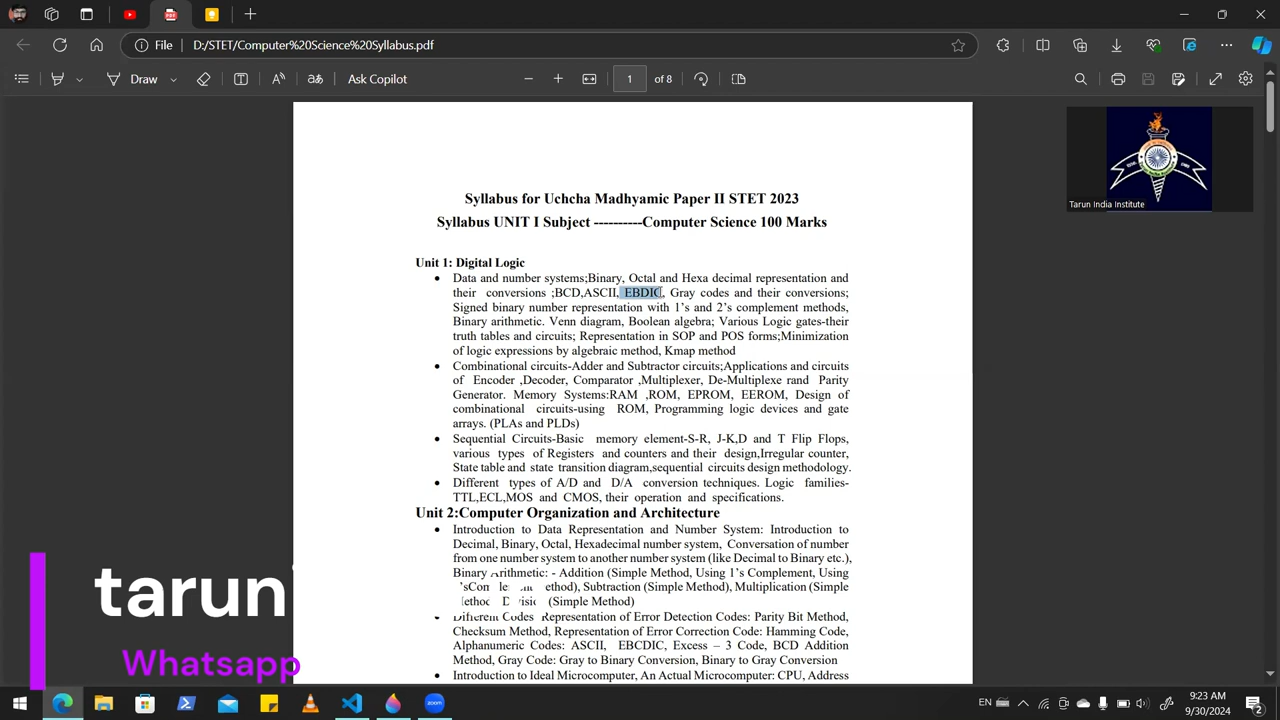 File
D:/STET/Computer%20Science%20Syllabus.pdf
Draw
Ask Copilot
1
of 8
Tarun India Institute
Syllabus for Uchcha Madhyamic Paper II STET 2023
Syllabus UNIT I Subject ----------Computer Science 100 Marks
Unit 1: Digital Logic
• Data and number systems;Binary, Octal and Hexa decimal representation and
their conversions ;BCD,ASCII, EBDIC, Gray codes and their conversions;
Signed binary number representation with 1's and 2's complement methods,
Binary arithmetic. Venn diagram, Boolean algebra; Various Logic gates-their
truth tables and circuits; Representation in SOP and POS forms;Minimization
of logic expressions by algebraic method, Kmap method
• Combinational circuits-Adder and Subtractor circuits;Applications and circuits
of Encoder ,Decoder, Comparator ,Multiplexer, De-Multiplexe rand Parity
Generator. Memory Systems:RAM ,ROM, EPROM, EEROM, Design of
combinational circuits-using ROM, Programming logic devices and gate
arrays. (PLAs and PLDs)
• Sequential Circuits-Basic memory element-S-R, J-K,D and T Flip Flops,
various types of Registers and counters and their design,Irregular counter,
State table and state transition diagram,sequential circuits design methodology.
• Different types of A/D and D/A conversion techniques. Logic families-
TTL,ECL,MOS and CMOS, their operation and specifications.
Unit 2:Computer Organization and Architecture
• Introduction to Data Representation and Number System: Introduction to
Decimal, Binary, Octal, Hexadecimal number system, Conversation of number
from one number system to another number system (like Decimal to Binary etc.),
Binary Arithmetic: - Addition (Simple Method, Using 1's Complement, Using
Subtraction (Simple Method), Multiplication (Simple
(Simple Method)
• Different Codes Representation of Error Detection Codes: Parity Bit Method,
Checksum Method, Representation of Error Correction Code: Hamming Code,
Alphanumeric Codes: ASCII, EBCDIC, Excess – 3 Code, BCD Addition
Method, Gray Code: Gray to Binary Conversion, Binary to Gray Conversion
• Introduction to Ideal Microcomputer, An Actual Microcomputer: CPU, Address
tarun
Whatsapp
zoom
ENG
9:23 AM
9/30/2024
2